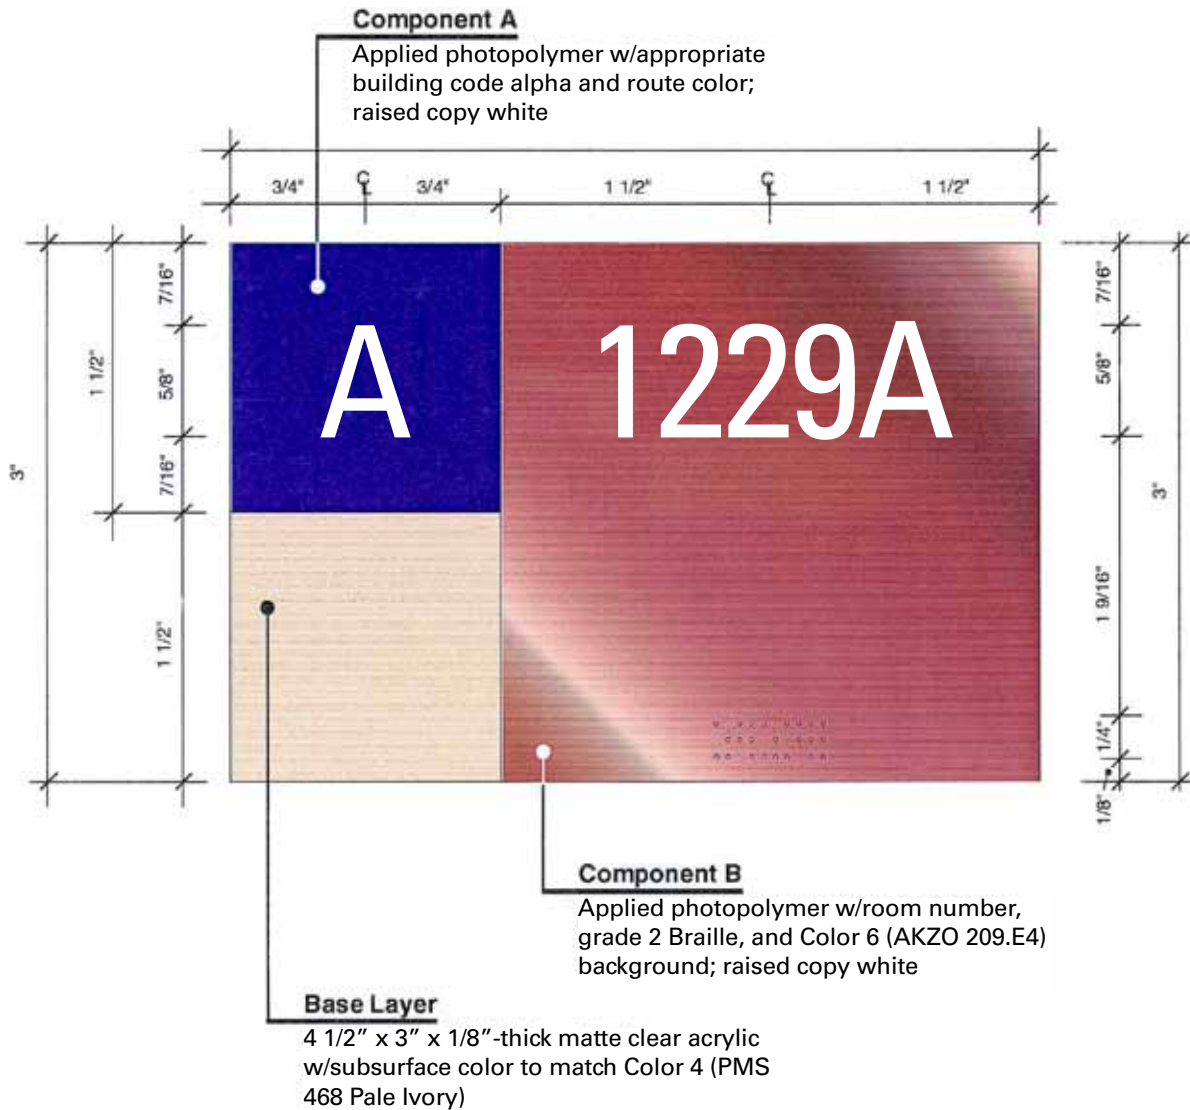 Component A
Applied photopolymer w/appropriate
building code alpha and route color;
raised copy white
3/4" ℄ 3/4" 1 1/2" ℄ 1 1/2"
7/16"
5/8"
7/16"
1 1/2"
1 1/2"
3"
A
1229A
7/16"
5/8"
1 9/16"
1/4"
1/8"
3"
Component B
Applied photopolymer w/room number,
grade 2 Braille, and Color 6 (AKZO 209.E4)
background; raised copy white
Base Layer
4 1/2” x 3” x 1/8”-thick matte clear acrylic
w/subsurface color to match Color 4 (PMS
468 Pale Ivory)